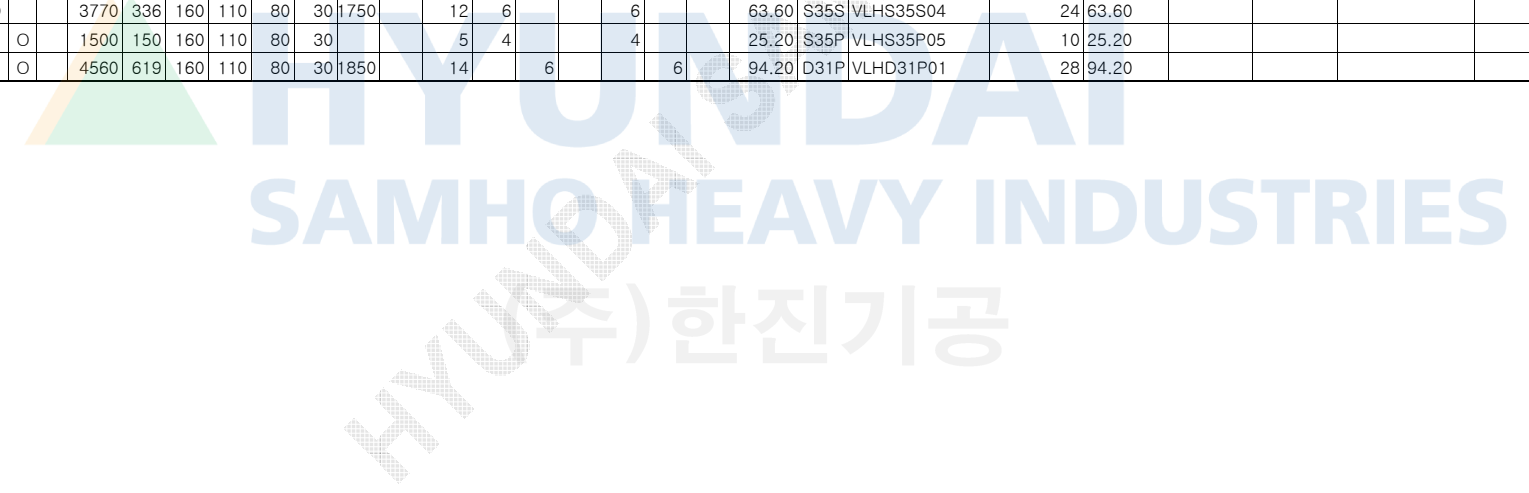 3770 336 160 110 80 30 1750 12 6 6 63.60 S35S VLHS35S04 24 63.60
O 1500 150 160 110 80 30 5 4 4 25.20 S35P VLHS35P05 10 25.20
O 4560 619 160 110 80 30 1850 14 6 6 94.20 D31P VLHD31P01 28 94.20
HYUNDAI
SAMHO HEAVY INDUSTRIES
(주)한진기공
HYUNDAI